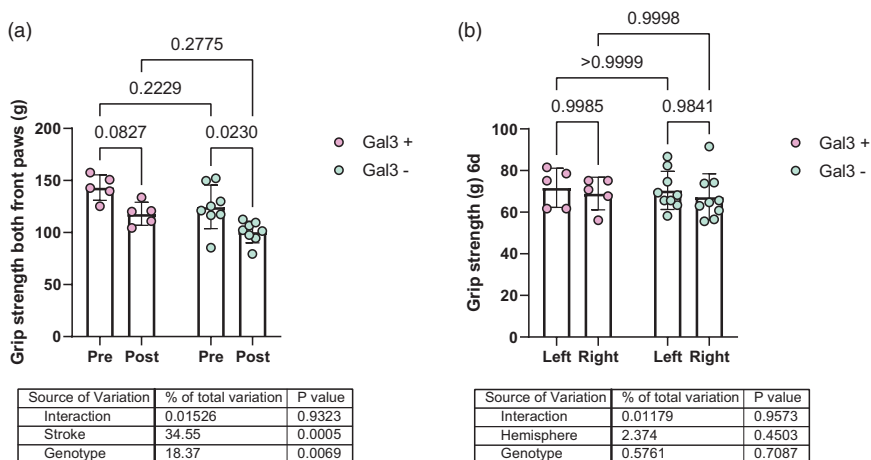 (a)
0.2775
0.2229
0.0827
0.0230
Grip strength both front paws (g)
200
150
100
50
0
Pre
Post
Pre
Post
Gal3 +
Gal3 -
Source of Variation % of total variation P value
Interaction 0.01526 0.9323
Stroke 34.55 0.0005
Genotype 18.37 0.0069
(b)
0.9998
>0.9999
0.9985
0.9841
Grip strength (g) 6d
100
80
60
40
20
0
Left
Right
Left
Right
Gal3 +
Gal3 -
Source of Variation % of total variation P value
Interaction 0.01179 0.9573
Hemisphere 2.374 0.4503
Genotype 0.5761 0.7087